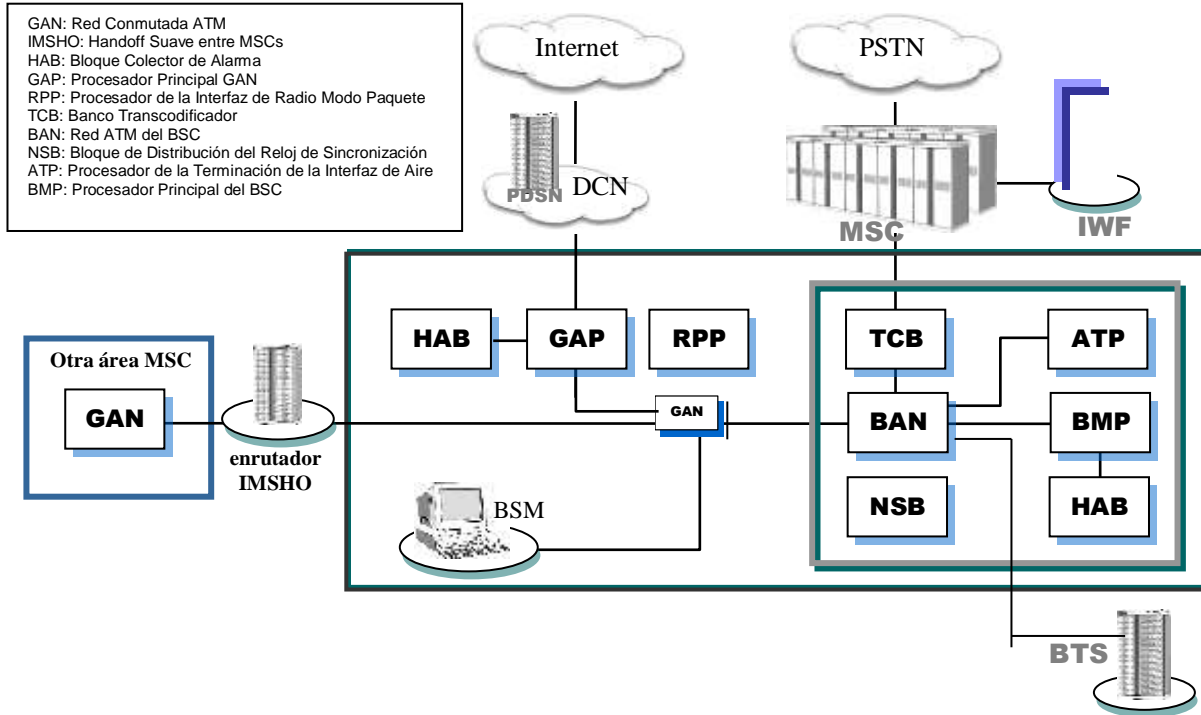 GAN: Red Conmutada ATM
IMSHO: Handoff Suave entre MSCs
HAB: Bloque Colector de Alarma
GAP: Procesador Principal GAN
RPP: Procesador de la Interfaz de Radio Modo Paquete
TCB: Banco Transcodificador
BAN: Red ATM del BSC
NSB: Bloque de Distribución del Reloj de Sincronización
ATP: Procesador de la Terminación de la Interfaz de Aire
BMP: Procesador Principal del BSC
Internet
PSTN
PDSN
DCN
MSC
IWF
HAB
GAP
RPP
TCB
ATP
Otra área MSC
GAN
enrutador
IMSHO
GAN
BAN
BMP
BSM
NSB
HAB
BTS